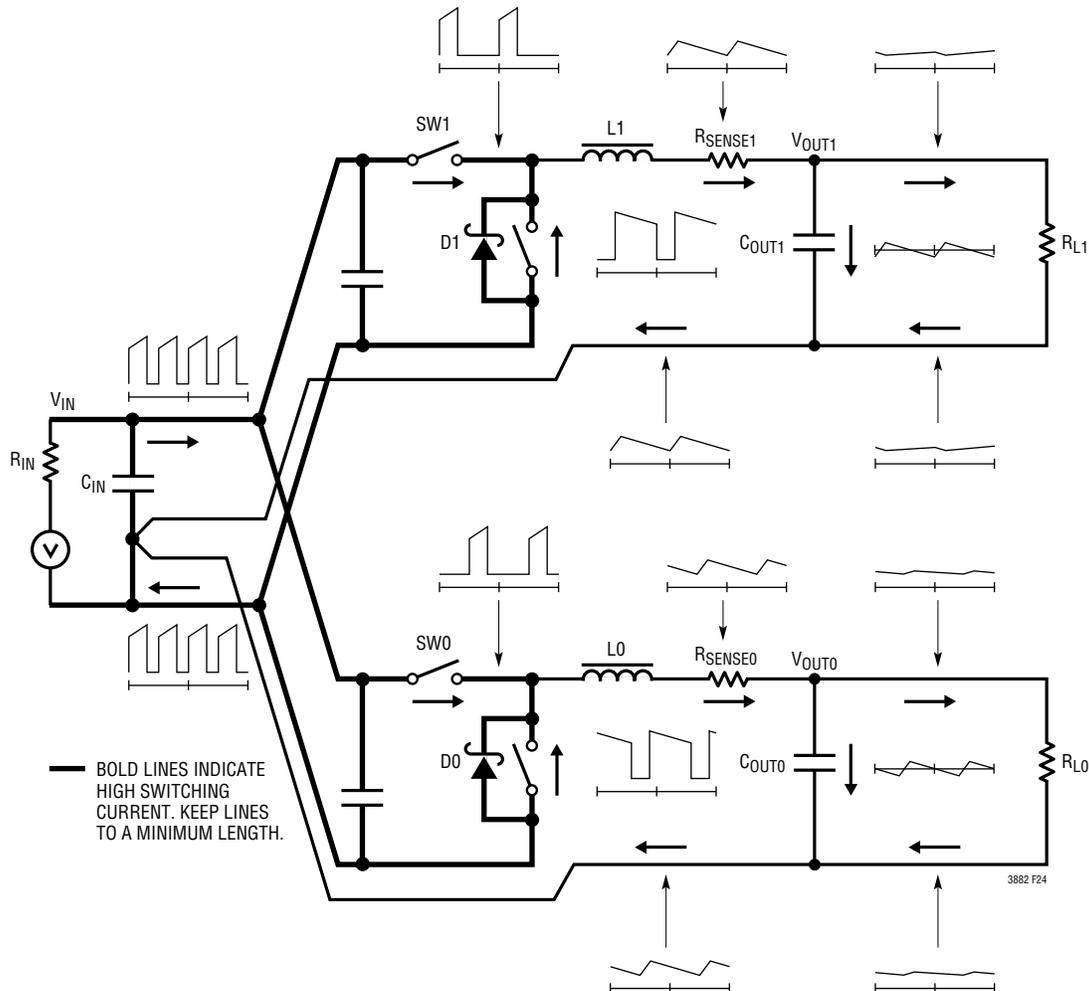 SW1
L1
RSENSE1
VOUT1
D1
COUT1
RL1
VIN
RIN
CIN
V
SW0
L0
RSENSE0
VOUT0
D0
COUT0
RL0
BOLD LINES INDICATE
HIGH SWITCHING
CURRENT. KEEP LINES
TO A MINIMUM LENGTH.
3882 F24